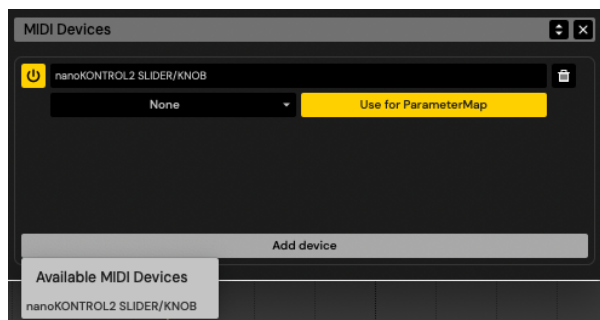 MIDI Devices
nanoKONTROL2 SLIDER/KNOB
None
Use for ParameterMap
Add device
Available MIDI Devices
nanoKONTROL2 SLIDER/KNOB